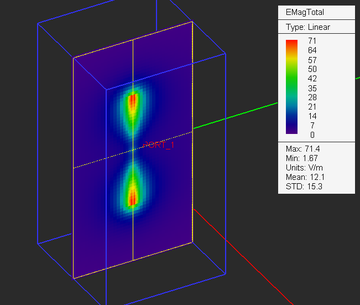 EMagTotal
Type: Linear
71
64
57
50
42
35
28
21
14
7
0
Max: 71.4
Min: 1.67
Units: V/m
Mean: 12.1
STD: 15.3